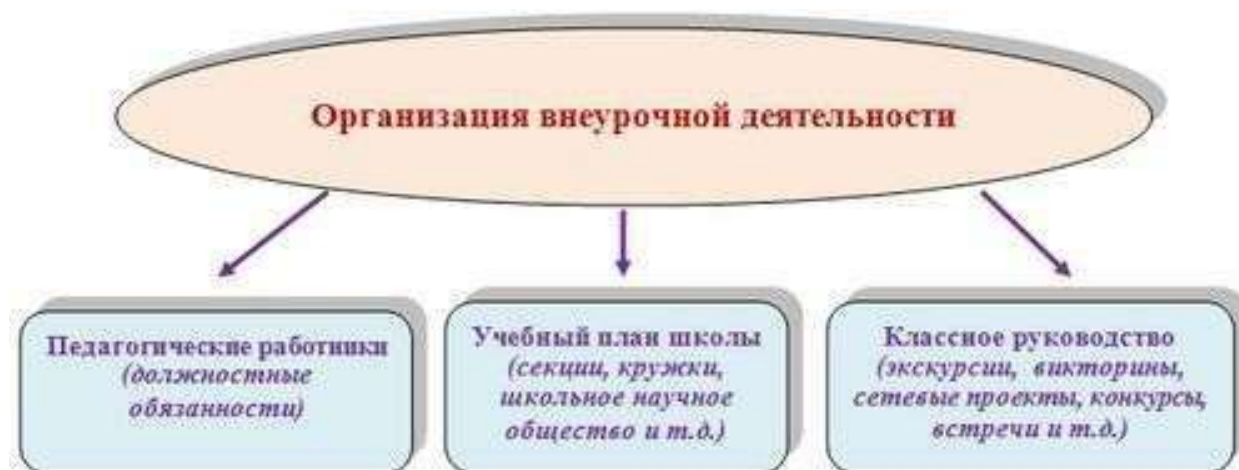 Организация внеурочной деятельности
Педагогические работники
(должностные
обязанности)
Учебный план школы
(секции, кружки,
школьное научное
общество и т.д.)
Классное руководство
(экскурсии, викторины,
сетевые проекты, конкурсы,
встречи и т.д.)